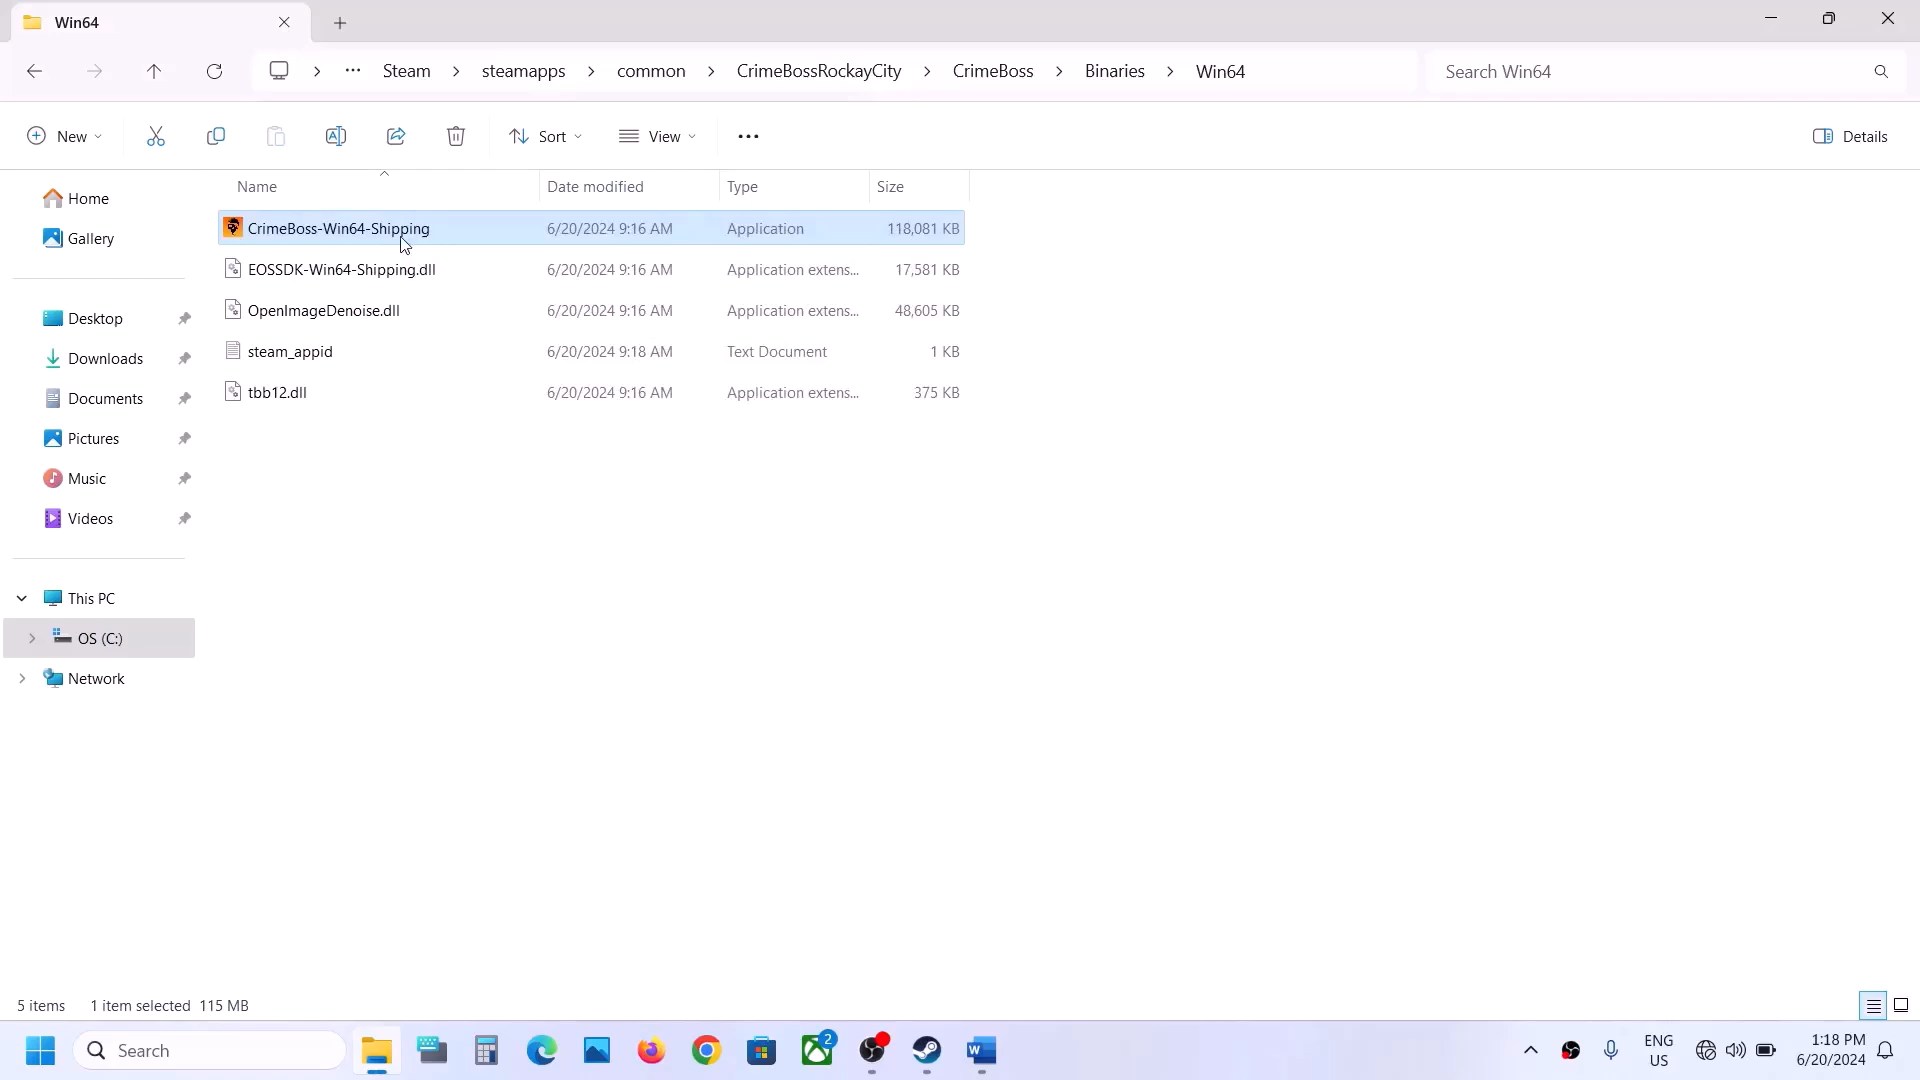 Win64
Steam
steamapps
common
CrimeBossRockayCity
CrimeBoss
Binaries
Win64
Search Win64
New
Sort
View
Details
Name
Date modified
Type
Size
CrimeBoss-Win64-Shipping 6/20/2024 9:16 AM Application 118,081 KB
EOSSDK-Win64-Shipping.dll 6/20/2024 9:16 AM Application extens... 17,581 KB
OpenImageDenoise.dll 6/20/2024 9:16 AM Application extens... 48,605 KB
steam_appid 6/20/2024 9:18 AM Text Document 1 KB
tbb12.dll 6/20/2024 9:16 AM Application extens... 375 KB
Home
Gallery
Desktop
Downloads
Documents
Pictures
Music
Videos
This PC
OS (C:)
Network
5 items 1 item selected 115 MB
Search
2
ENG
US
1:18 PM
6/20/2024